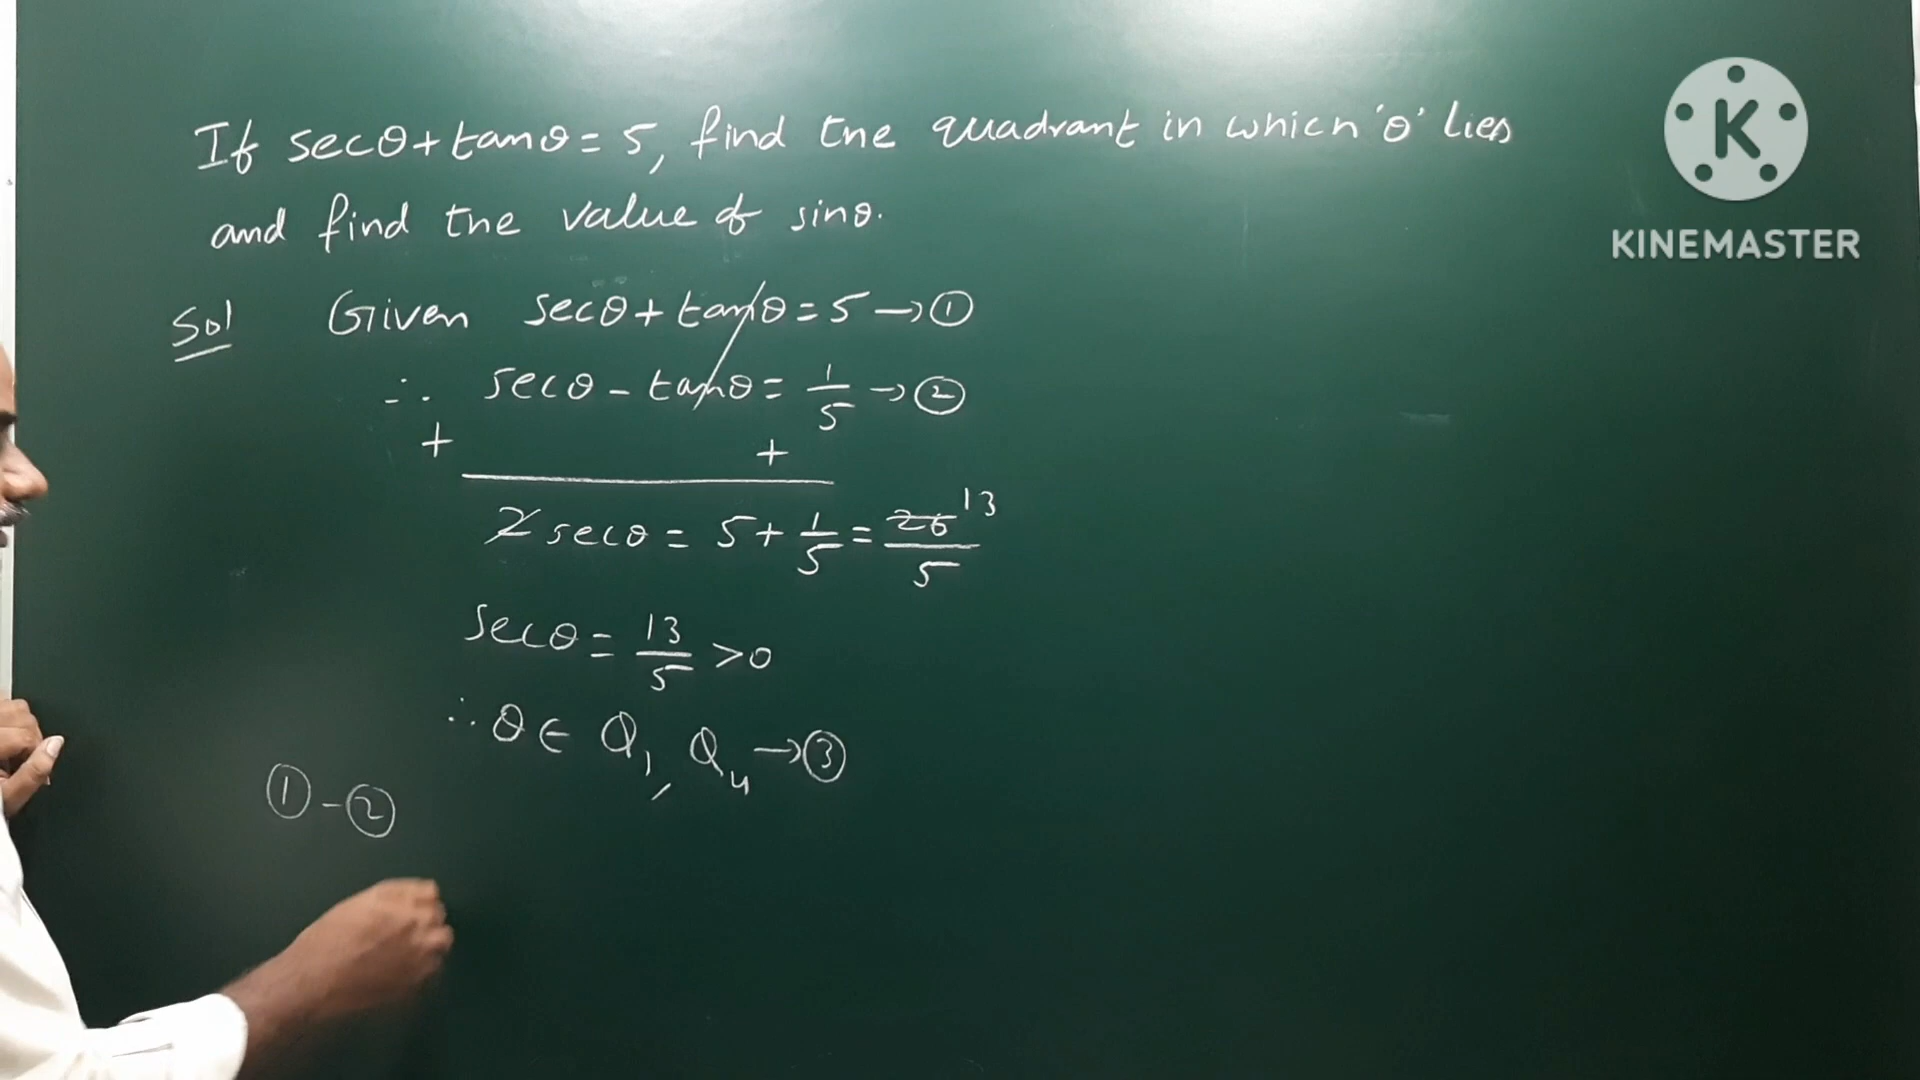 If secθ + tanθ = 5, find the quadrant in which 'θ' lies
and find the value of sinθ.
Sol Given secθ + tanθ = 5 → ①
∴ secθ - tanθ = 1/5 → ②
+ +
2 secθ = 5 + 1/5 = 26/5 13
secθ = 13/5 > 0
∴ θ ∈ Q1, Q4 → ③
① - ②
K
KINEMASTER